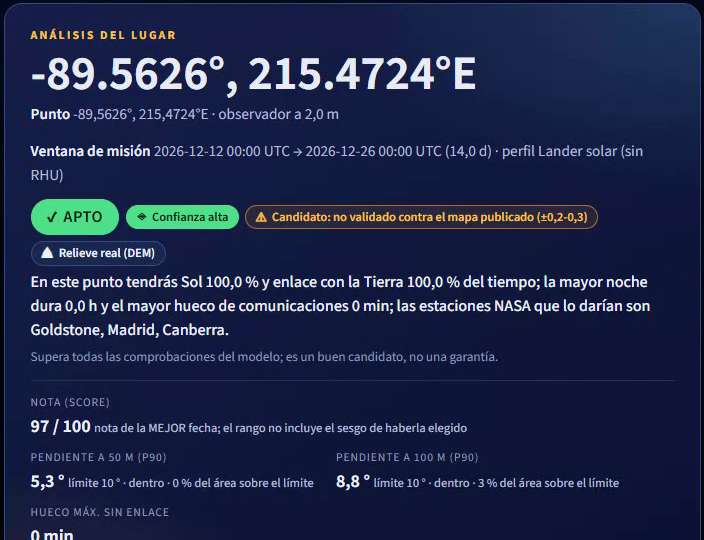 ANÁLISIS DEL LUGAR
-89.5626°, 215.4724°E
Punto -89,5626°, 215,4724°E · observador a 2,0 m
Ventana de misión 2026-12-12 00:00 UTC → 2026-12-26 00:00 UTC (14,0 d) · perfil Lander solar (sin
RHU)
✓ APTO
Confianza alta
⚠ Candidato: no validado contra el mapa publicado (±0,2-0,3)
Relieve real (DEM)
En este punto tendrás Sol 100,0 % y enlace con la Tierra 100,0 % del tiempo; la mayor noche
dura 0,0 h y el mayor hueco de comunicaciones 0 min; las estaciones NASA que lo darían son
Goldstone, Madrid, Canberra.
Supera todas las comprobaciones del modelo; es un buen candidato, no una garantía.
NOTA (SCORE)
97 / 100 nota de la MEJOR fecha; el rango no incluye el sesgo de haberla elegido
PENDIENTE A 50 M (P90)
5,3 ° límite 10 ° · dentro · 0 % del área sobre el límite
PENDIENTE A 100 M (P90)
8,8 ° límite 10 ° · dentro · 3 % del área sobre el límite
HUECO MÁX. SIN ENLACE
0 min